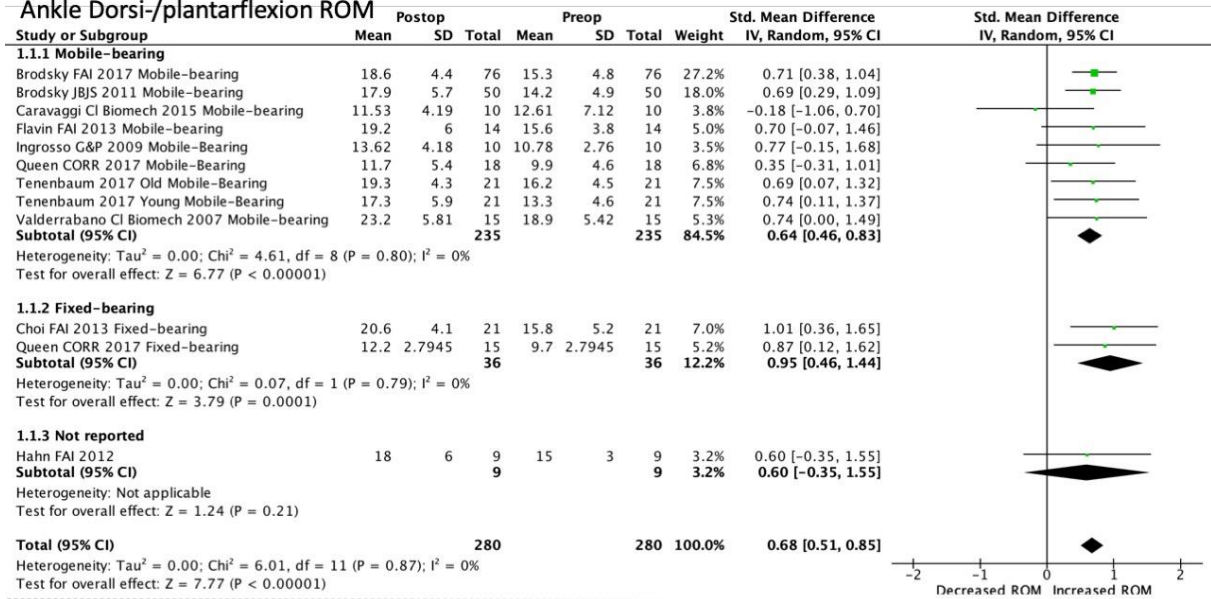 Ankle Dorsi-/plantarflexion ROM
Postop Preop Std. Mean Difference Std. Mean Difference
Study or Subgroup Mean SD Total Mean SD Total Weight IV, Random, 95% CI IV, Random, 95% CI
1.1.1 Mobile-bearing
Brodsky FAI 2017 Mobile-bearing 18.6 4.4 76 15.3 4.8 76 27.2% 0.71 [0.38, 1.04]
Brodsky JBJS 2011 Mobile-bearing 17.9 5.7 50 14.2 4.9 50 18.0% 0.69 [0.29, 1.09]
Caravaggi Cl Biomech 2015 Mobile-bearing 11.53 4.19 10 12.61 7.12 10 3.8% -0.18 [-1.06, 0.70]
Flavin FAI 2013 Mobile-bearing 19.2 6 14 15.6 3.8 14 5.0% 0.70 [-0.07, 1.46]
Ingrosso G&P 2009 Mobile-Bearing 13.62 4.18 10 10.78 2.76 10 3.5% 0.77 [-0.15, 1.68]
Queen CORR 2017 Mobile-Bearing 11.7 5.4 18 9.9 4.6 18 6.8% 0.35 [-0.31, 1.01]
Tenenbaum 2017 Old Mobile-Bearing 19.3 4.3 21 16.2 4.5 21 7.5% 0.69 [0.07, 1.32]
Tenenbaum 2017 Young Mobile-Bearing 17.3 5.9 21 13.3 4.6 21 7.5% 0.74 [0.11, 1.37]
Valderrabano Cl Biomech 2007 Mobile-bearing 23.2 5.81 15 18.9 5.42 15 5.3% 0.74 [0.00, 1.49]
Subtotal (95% CI) 235 235 84.5% 0.64 [0.46, 0.83]
Heterogeneity: Tau² = 0.00; Chi² = 4.61, df = 8 (P = 0.80); I² = 0%
Test for overall effect: Z = 6.77 (P < 0.00001)
1.1.2 Fixed-bearing
Choi FAI 2013 Fixed-bearing 20.6 4.1 21 15.8 5.2 21 7.0% 1.01 [0.36, 1.65]
Queen CORR 2017 Fixed-bearing 12.2 2.7945 15 9.7 2.7945 15 5.2% 0.87 [0.12, 1.62]
Subtotal (95% CI) 36 36 12.2% 0.95 [0.46, 1.44]
Heterogeneity: Tau² = 0.00; Chi² = 0.07, df = 1 (P = 0.79); I² = 0%
Test for overall effect: Z = 3.79 (P = 0.0001)
1.1.3 Not reported
Hahn FAI 2012 18 6 9 15 3 9 3.2% 0.60 [-0.35, 1.55]
Subtotal (95% CI) 9 9 3.2% 0.60 [-0.35, 1.55]
Heterogeneity: Not applicable
Test for overall effect: Z = 1.24 (P = 0.21)
Total (95% CI) 280 280 100.0% 0.68 [0.51, 0.85]
Heterogeneity: Tau² = 0.00; Chi² = 6.01, df = 11 (P = 0.87); I² = 0%
Test for overall effect: Z = 7.77 (P < 0.00001)
-2 -1 0 1 2
Decreased ROM Increased ROM